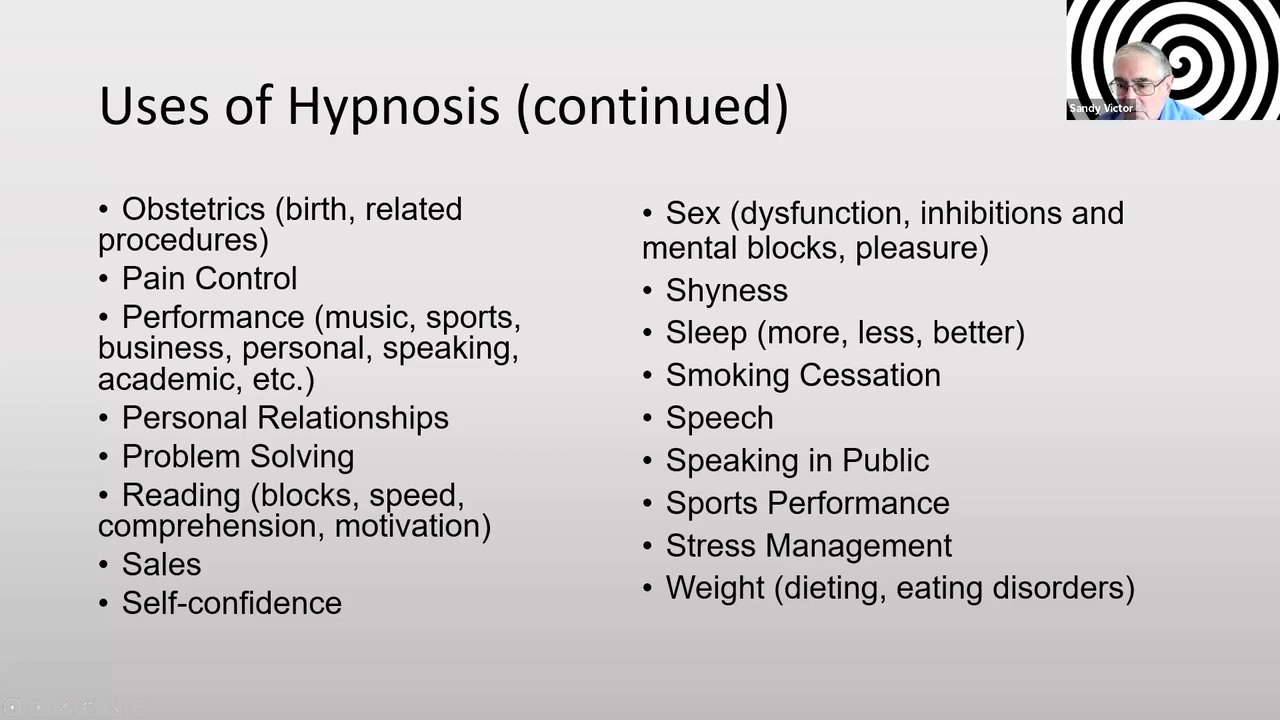 Uses of Hypnosis (continued)
Sandy Victor
• Obstetrics (birth, related
procedures)
• Pain Control
• Performance (music, sports,
business, personal, speaking,
academic, etc.)
• Personal Relationships
• Problem Solving
• Reading (blocks, speed,
comprehension, motivation)
• Sales
• Self-confidence
• Sex (dysfunction, inhibitions and
mental blocks, pleasure)
• Shyness
• Sleep (more, less, better)
• Smoking Cessation
• Speech
• Speaking in Public
• Sports Performance
• Stress Management
• Weight (dieting, eating disorders)